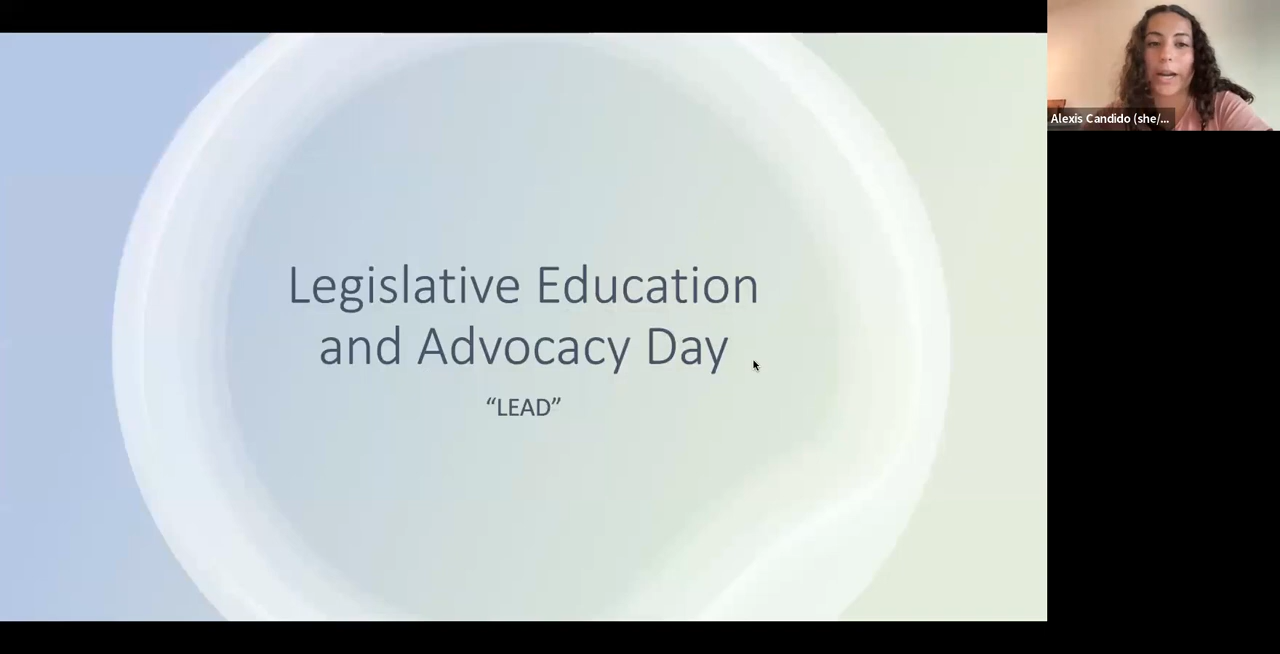 Legislative Education
and Advocacy Day
“LEAD”
Alexis Candido (she/...